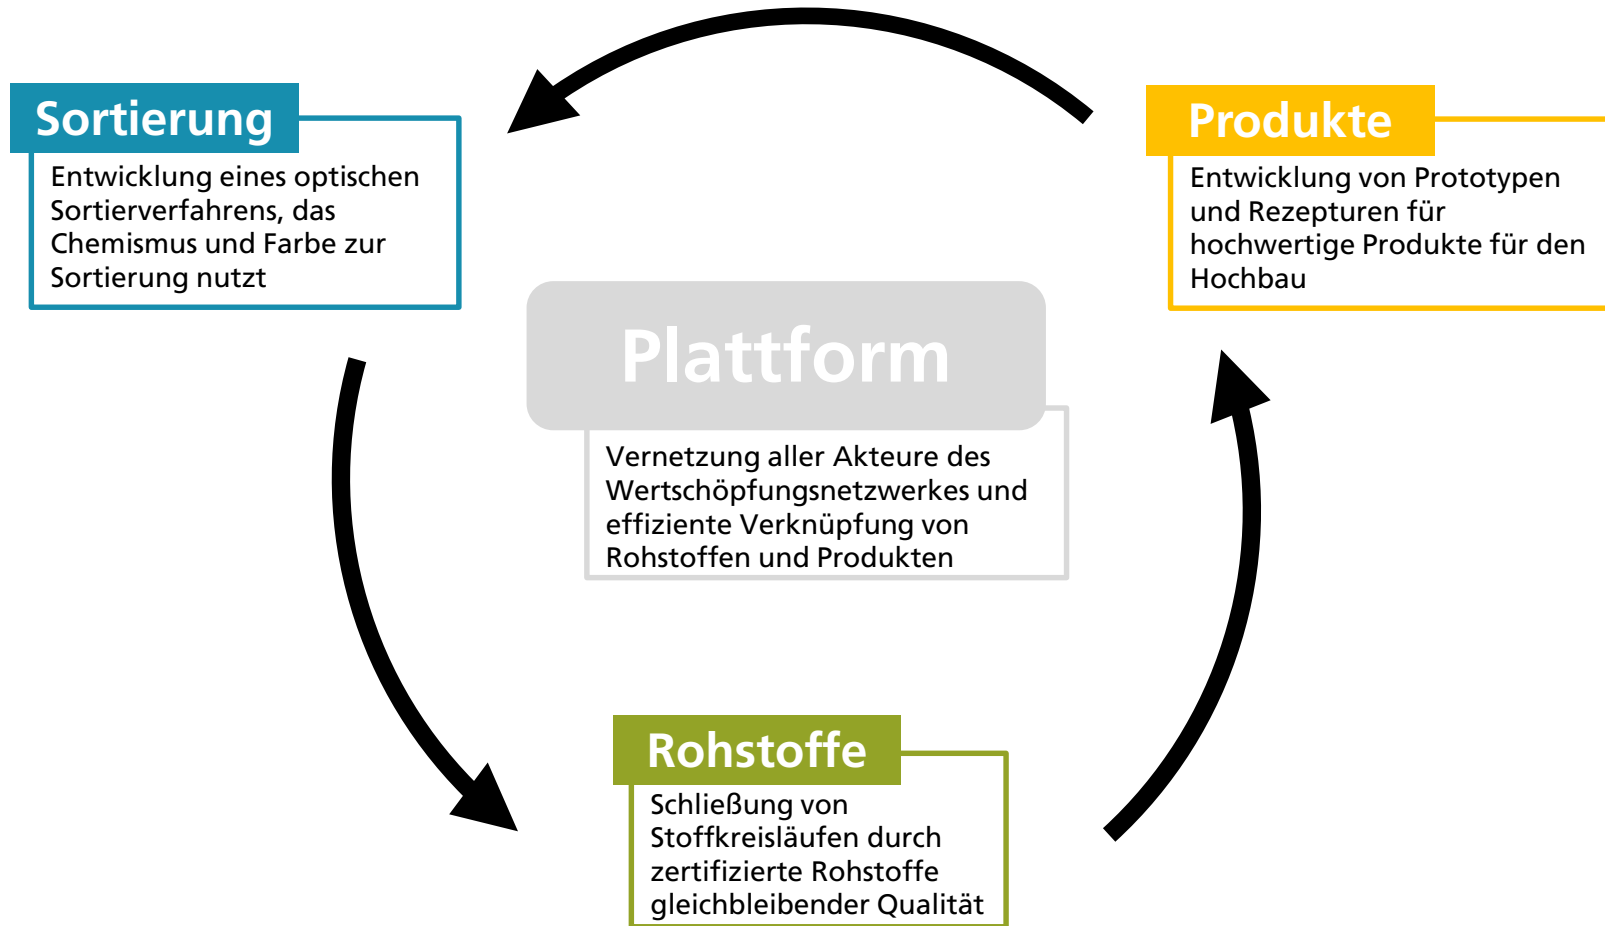 Sortierung
Entwicklung eines optischen
Sortierverfahrens, das
Chemismus und Farbe zur
Sortierung nutzt
Produkte
Entwicklung von Prototypen
und Rezepturen für
hochwertige Produkte für den
Hochbau
Plattform
Vernetzung aller Akteure des
Wertschöpfungsnetzwerkes und
effiziente Verknüpfung von
Rohstoffen und Produkten
Rohstoffe
Schließung von
Stoffkreisläufen durch
zertifizierte Rohstoffe
gleichbleibender Qualität